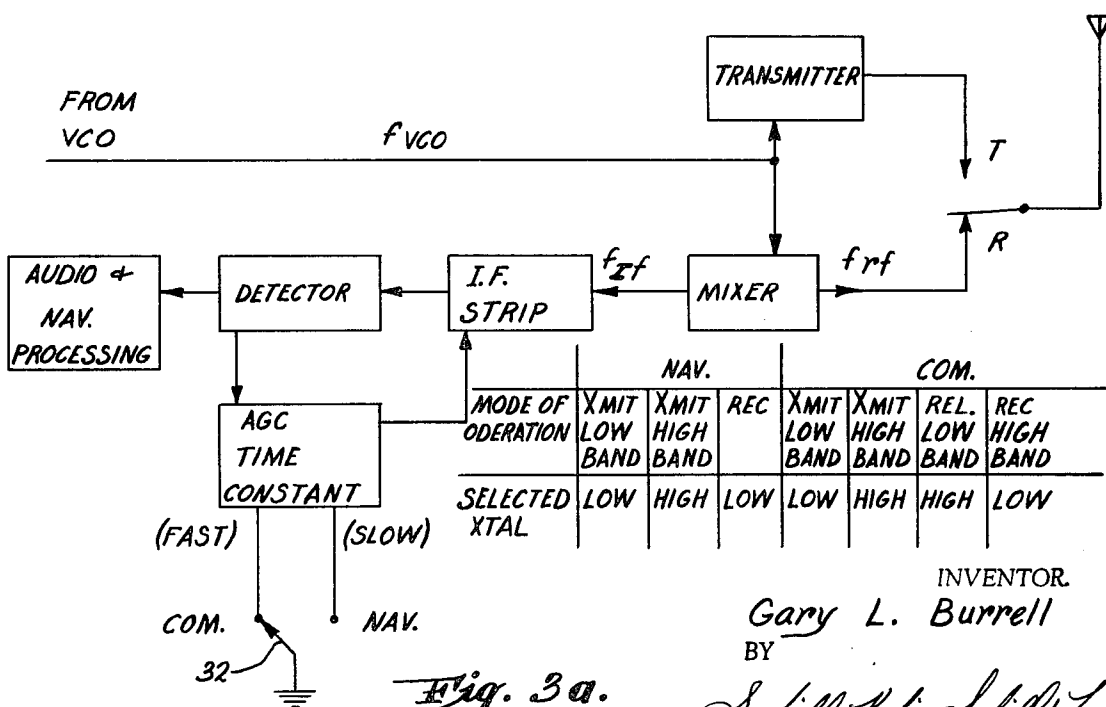 TRANSMITTER
FROM
VCO
f VCO
T
R
AUDIO &
NAV.
PROCESSING
DETECTOR
I.F.
STRIP
f If
MIXER
f rf
AGC
TIME
CONSTANT
(FAST)
(SLOW)
COM.
NAV.
32
NAV. COM.
MODE OF ODERATION XMIT LOW BAND XMIT HIGH BAND REC XMIT LOW BAND XMIT HIGH BAND REL. LOW BAND REC HIGH BAND
SELECTED XTAL LOW HIGH LOW LOW HIGH HIGH LOW
INVENTOR.
Gary L. Burrell
BY
Fig. 3a.